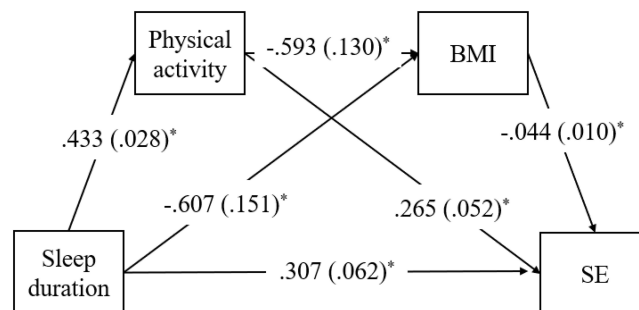 Physical
activity
-.593 (.130)*
BMI
.433 (.028)*
-.044 (.010)*
-.607 (.151)*
.265 (.052)*
Sleep
duration
.307 (.062)*
SE